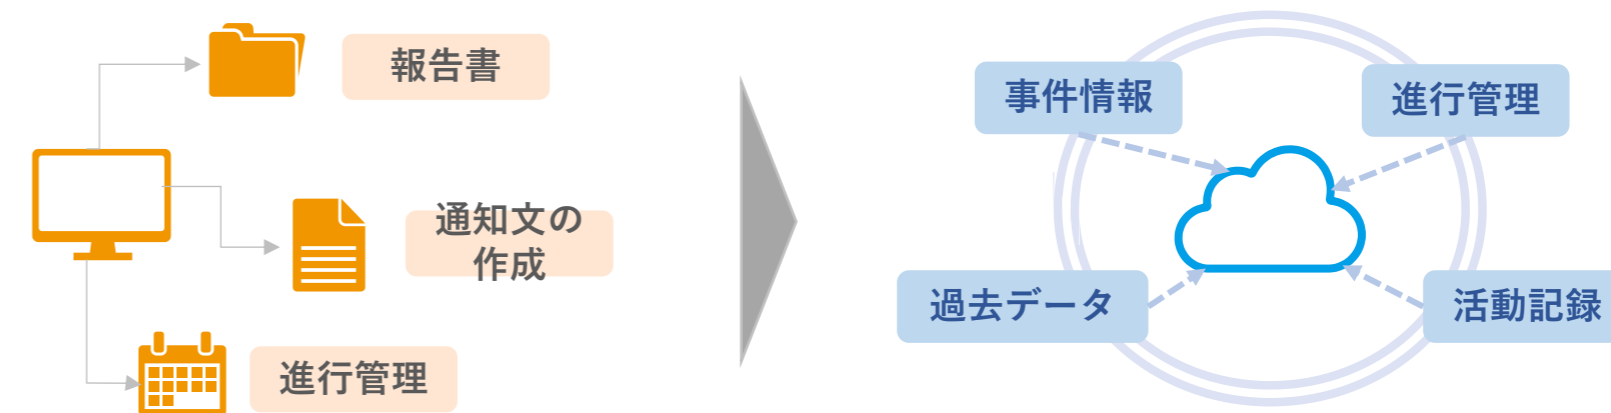 報告書
通知文の
作成
進行管理
事件情報
進行管理
過去データ
活動記録